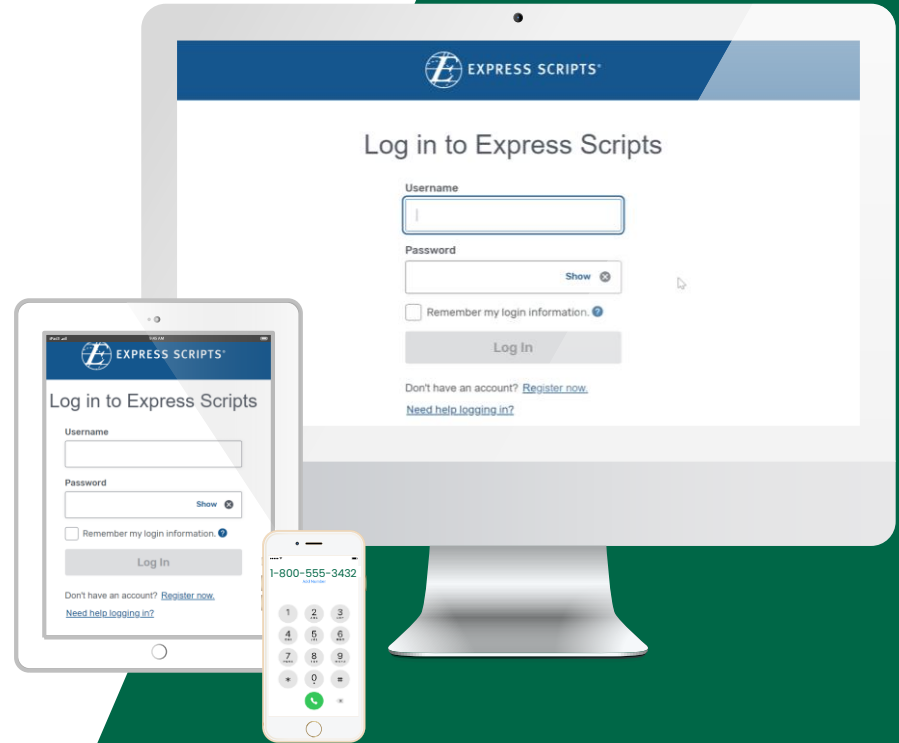 EXPRESS SCRIPTS®
Log in to Express Scripts
Username
Password
Show
Remember my login information.
Log In
Don't have an account? Register now.
Need help logging in?
EXPRESS SCRIPTS®
Log in to Express Scripts
Username
Password
Show
Remember my login information.
Log In
Don't have an account? Register now.
Need help logging in?
1-800-555-3432
Add Number
1 2 3
4 5 6
7 8 9
* 0 =